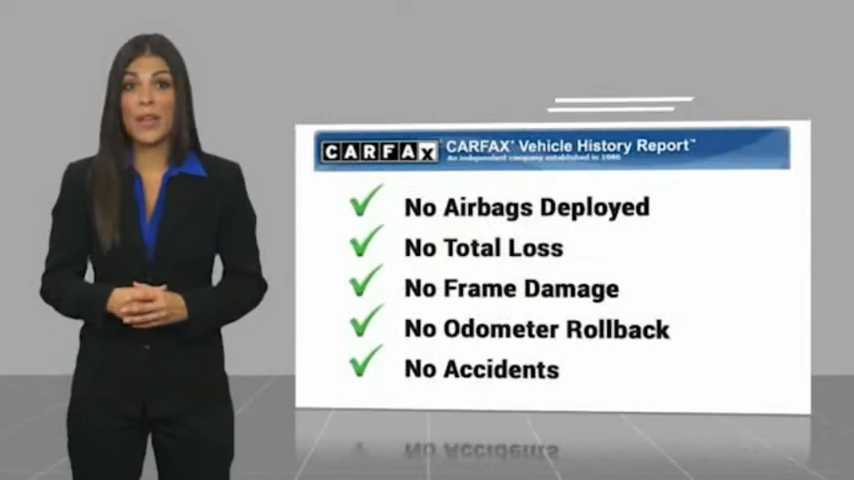 CARFAX CARFAX Vehicle History Report™
An independent company established in 1986
No Airbags Deployed
No Total Loss
No Frame Damage
No Odometer Rollback
No Accidents